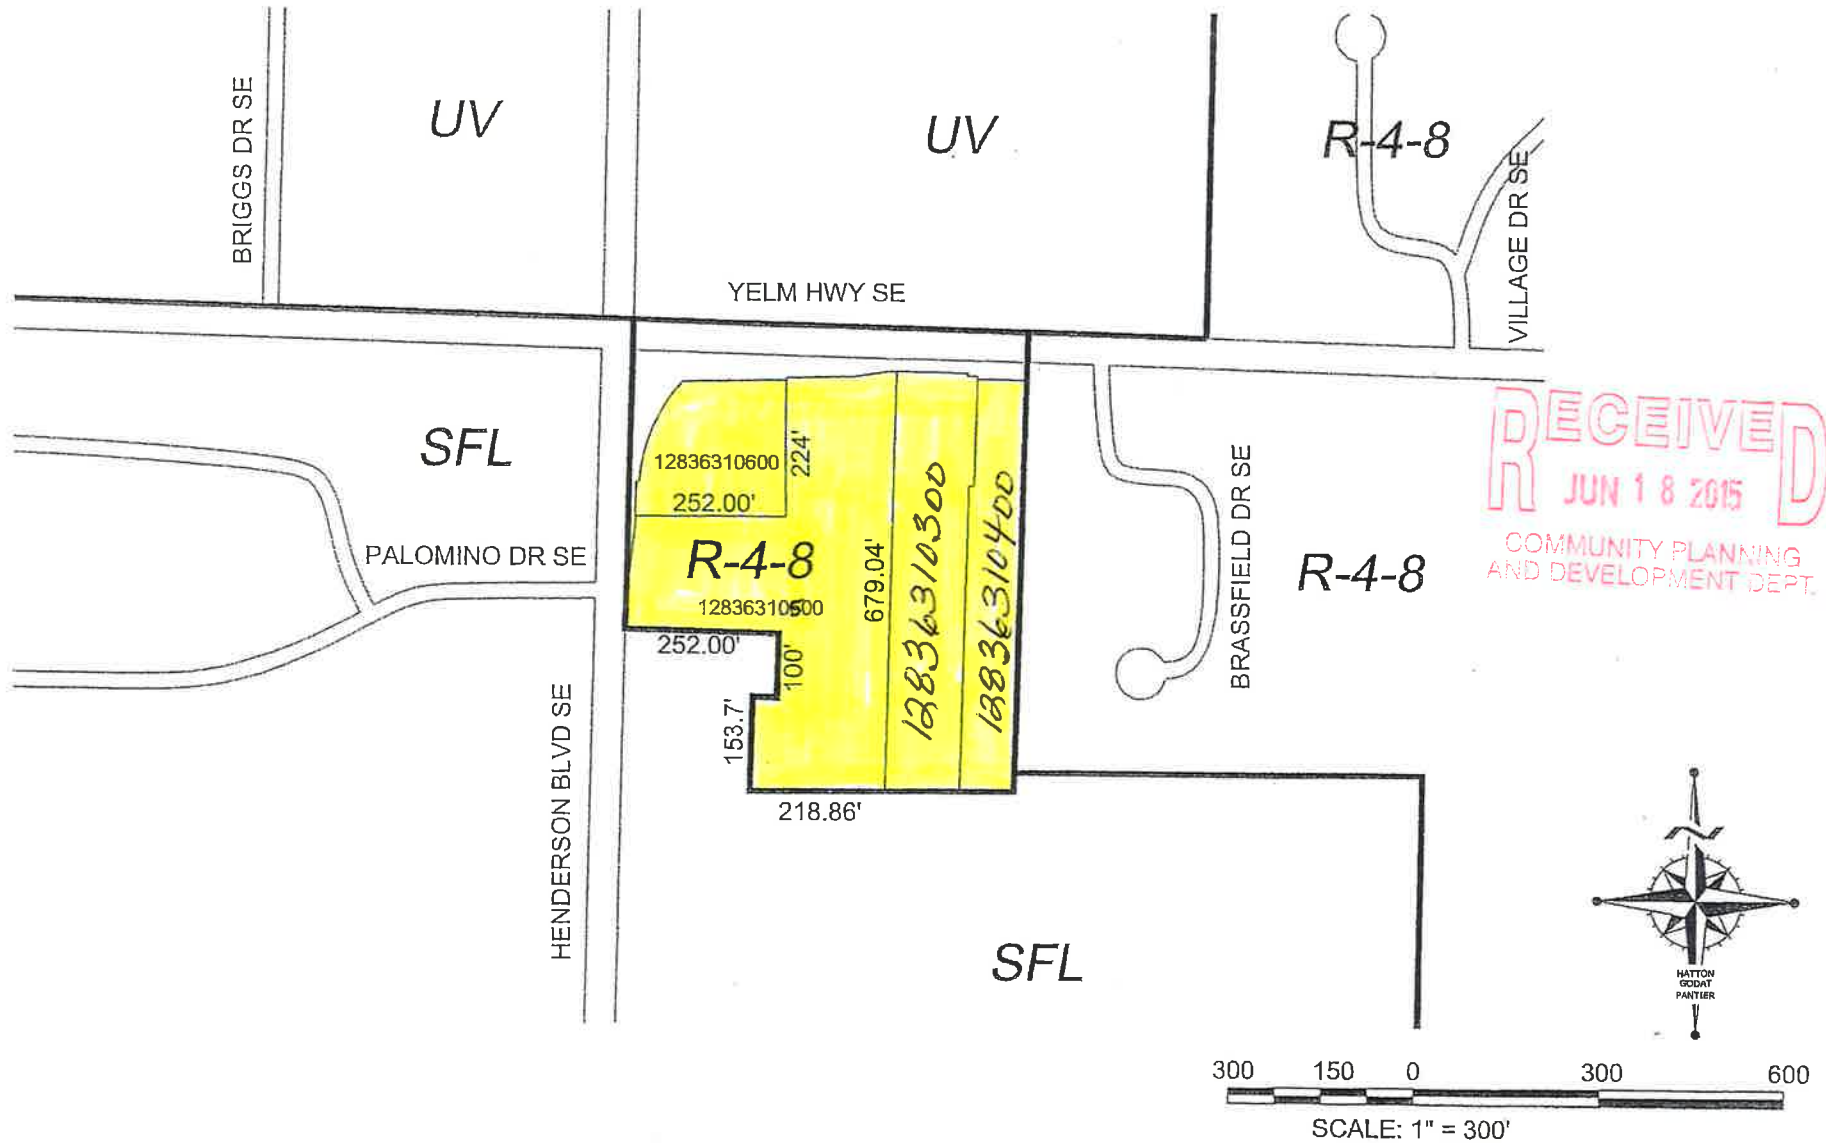 UV
UV
R-4-8
BRIGGS DR SE
VILLAGE DR SE
YELM HWY SE
RECEIVED
JUN 18 2015
COMMUNITY PLANNING
AND DEVELOPMENT DEPT.
SFL
12836310600
224'
252.00'
PALOMINO DR SE
R-4-8
12836310500
679.04'
12836310300
12836310400
BRASSFIELD DR SE
R-4-8
252.00'
100'
153.7'
218.86'
HENDERSON BLVD SE
SFL
HATTON
GODAT
PANTIER
300 150 0 300 600
SCALE: 1" = 300'